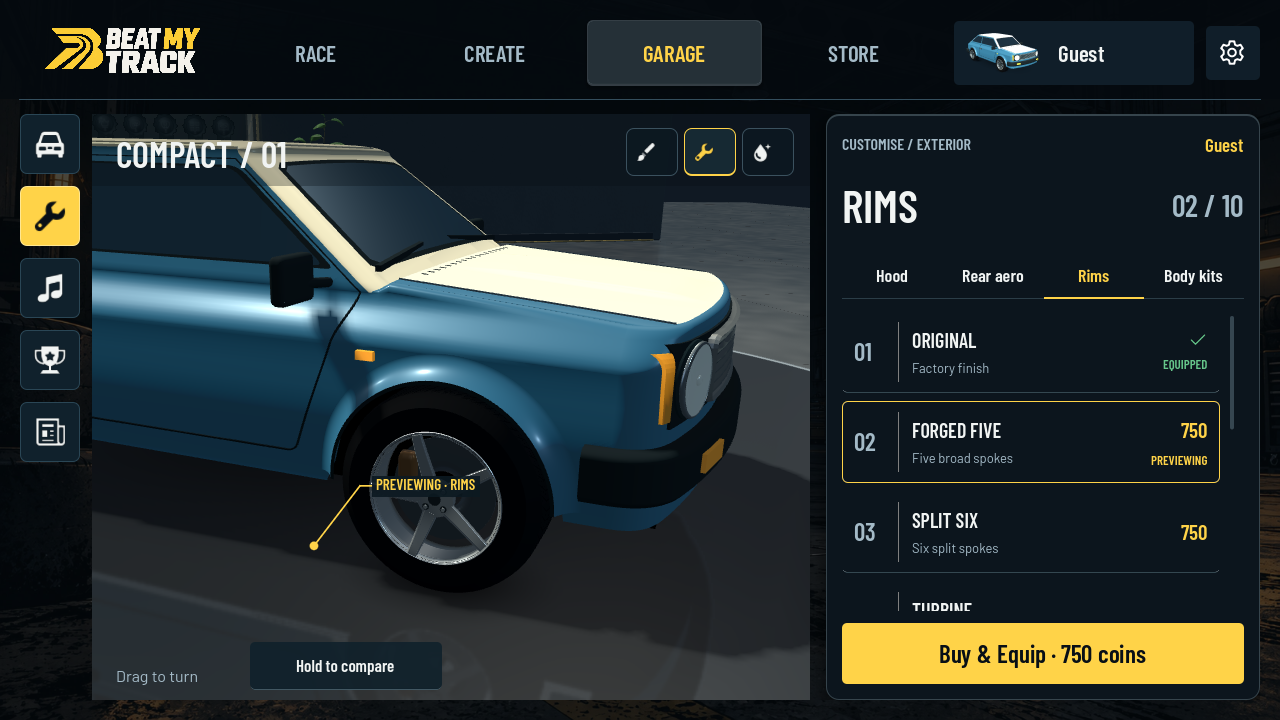 BEAT MY
TRACK
RACE
CREATE
GARAGE
STORE
Guest
COMPACT / 01
PREVIEWING · RIMS
Drag to turn
Hold to compare
CUSTOMISE / EXTERIOR
Guest
RIMS
02 / 10
Hood
Rear aero
Rims
Body kits
01
ORIGINAL
Factory finish
EQUIPPED
02
FORGED FIVE
Five broad spokes
750
PREVIEWING
03
SPLIT SIX
Six split spokes
750
TURBINE
Buy & Equip · 750 coins